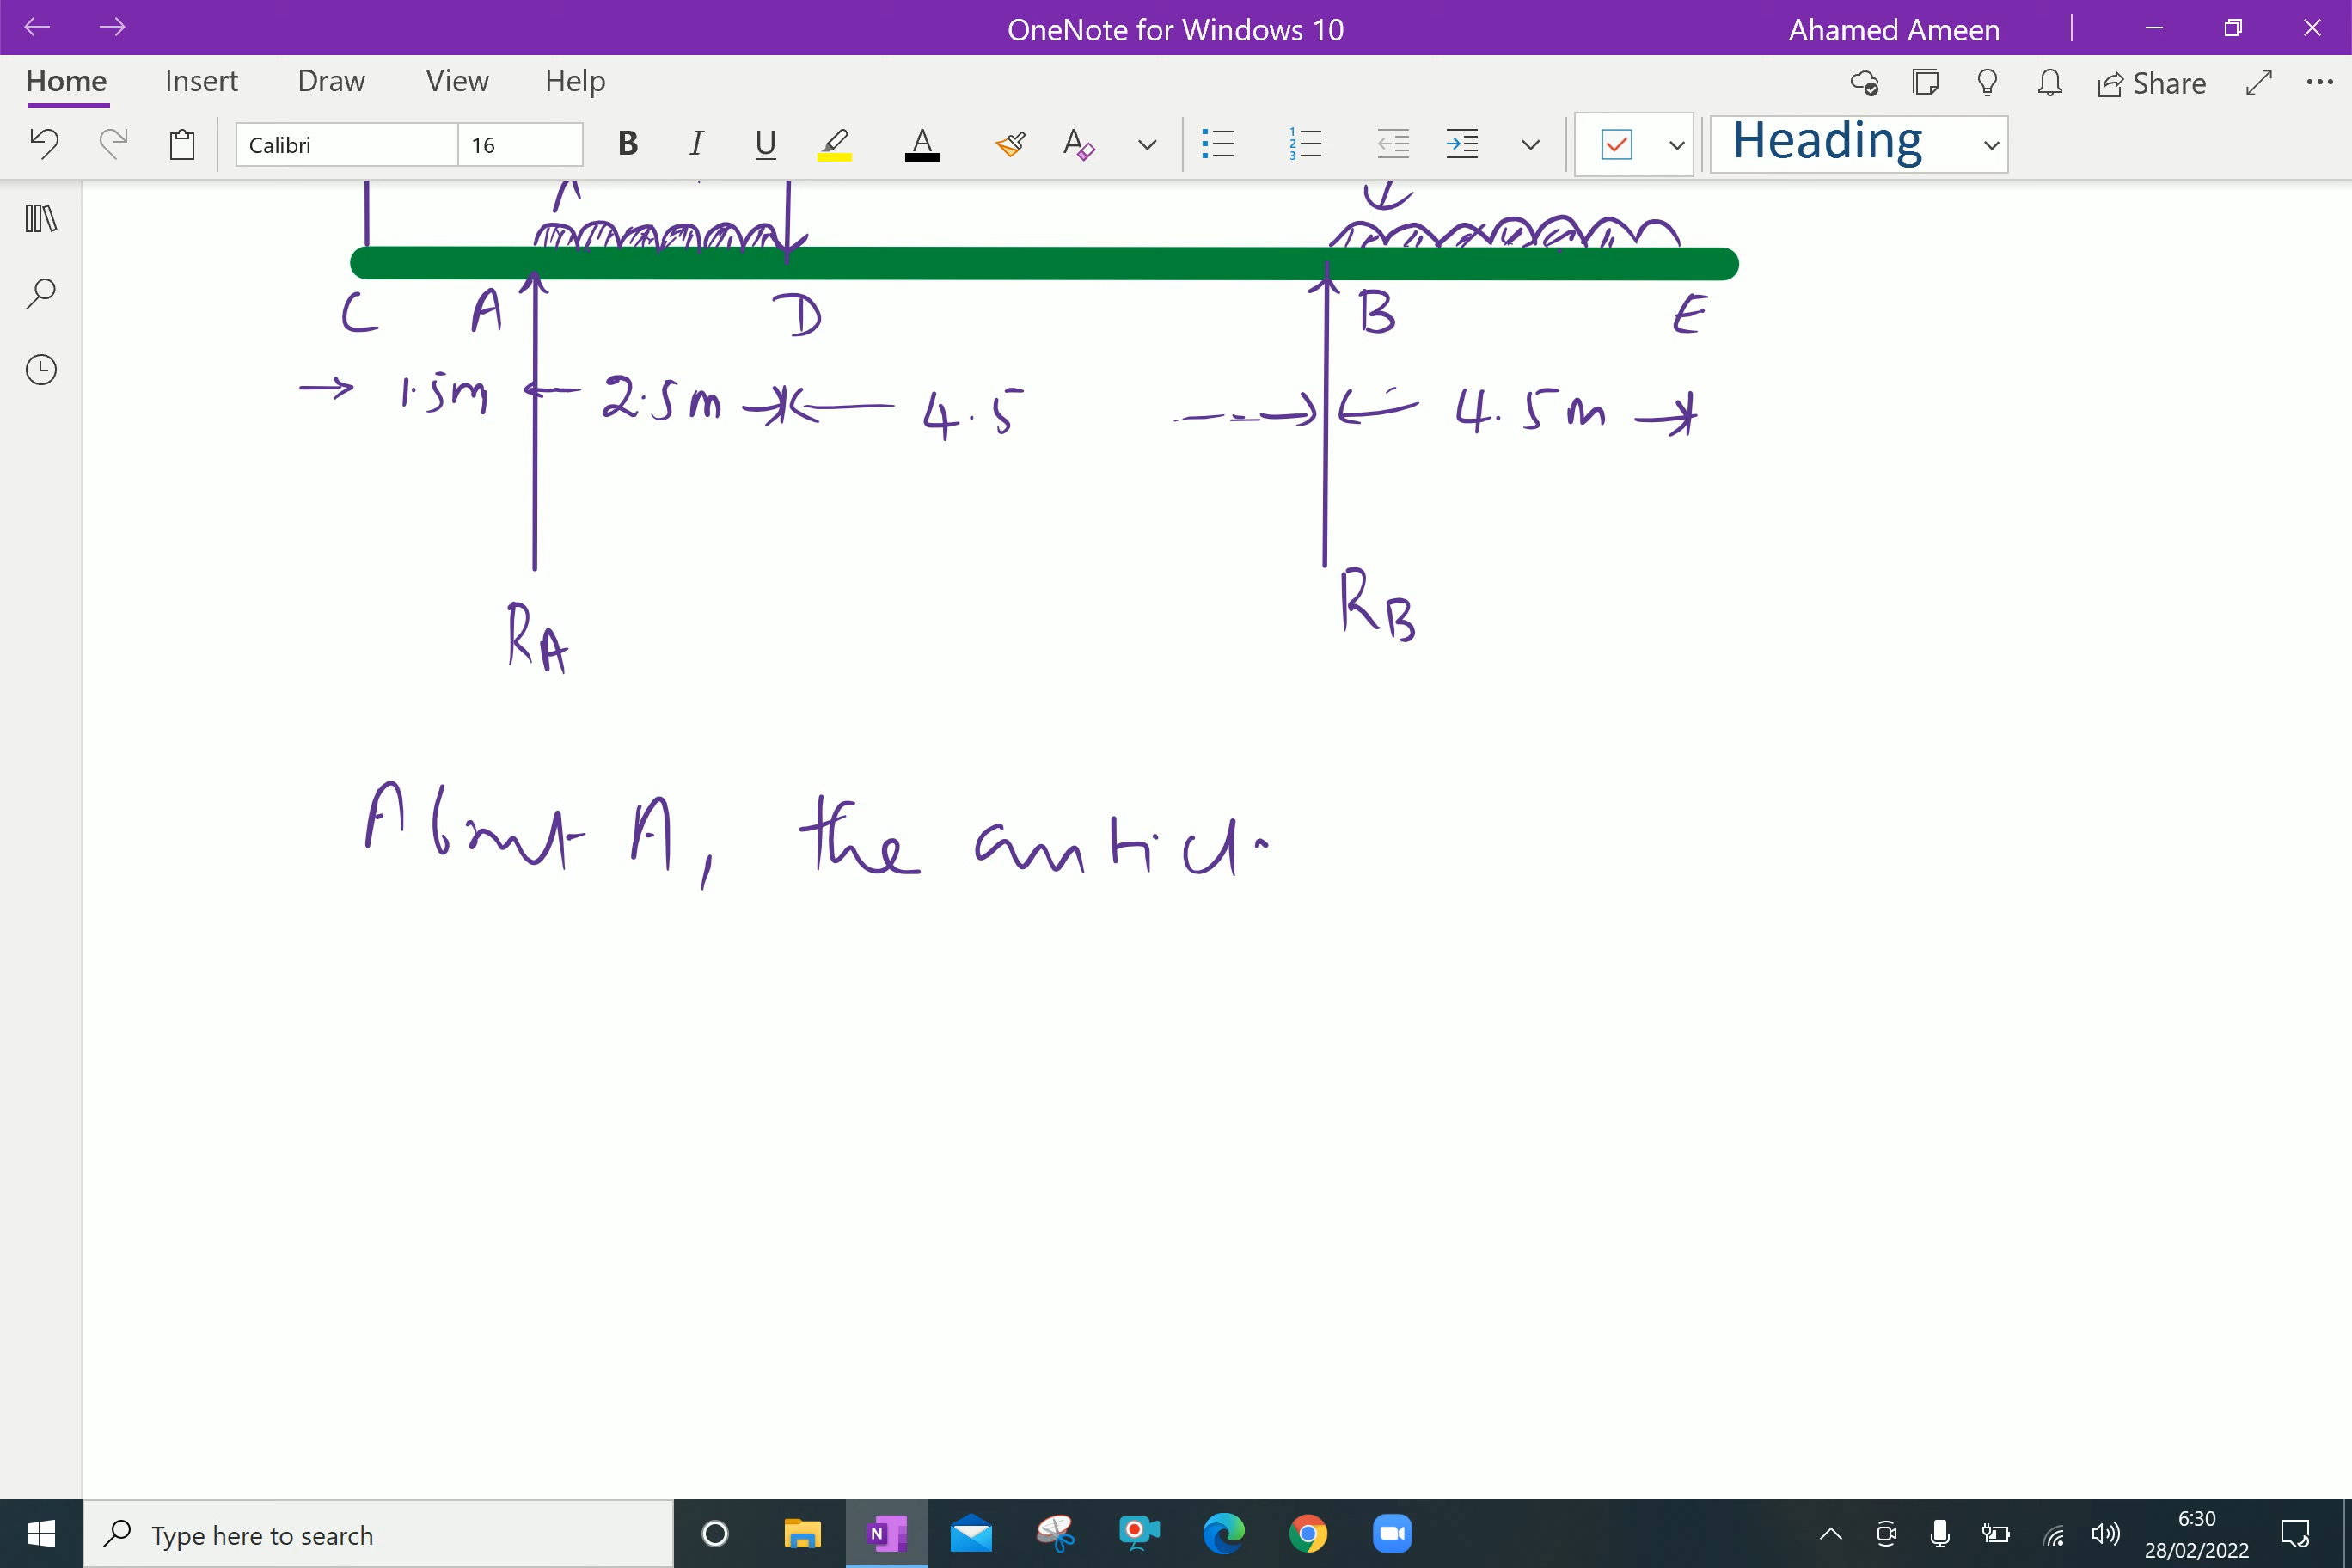 OneNote for Windows 10 Ahamed Ameen
Home Insert Draw View Help Share
Calibri 16 B I U A A Heading
C A D B E
1.5m 2.5m 4.5 4.5m
RA RB
About A, the anticl.
Type here to search
6:30
28/02/2022